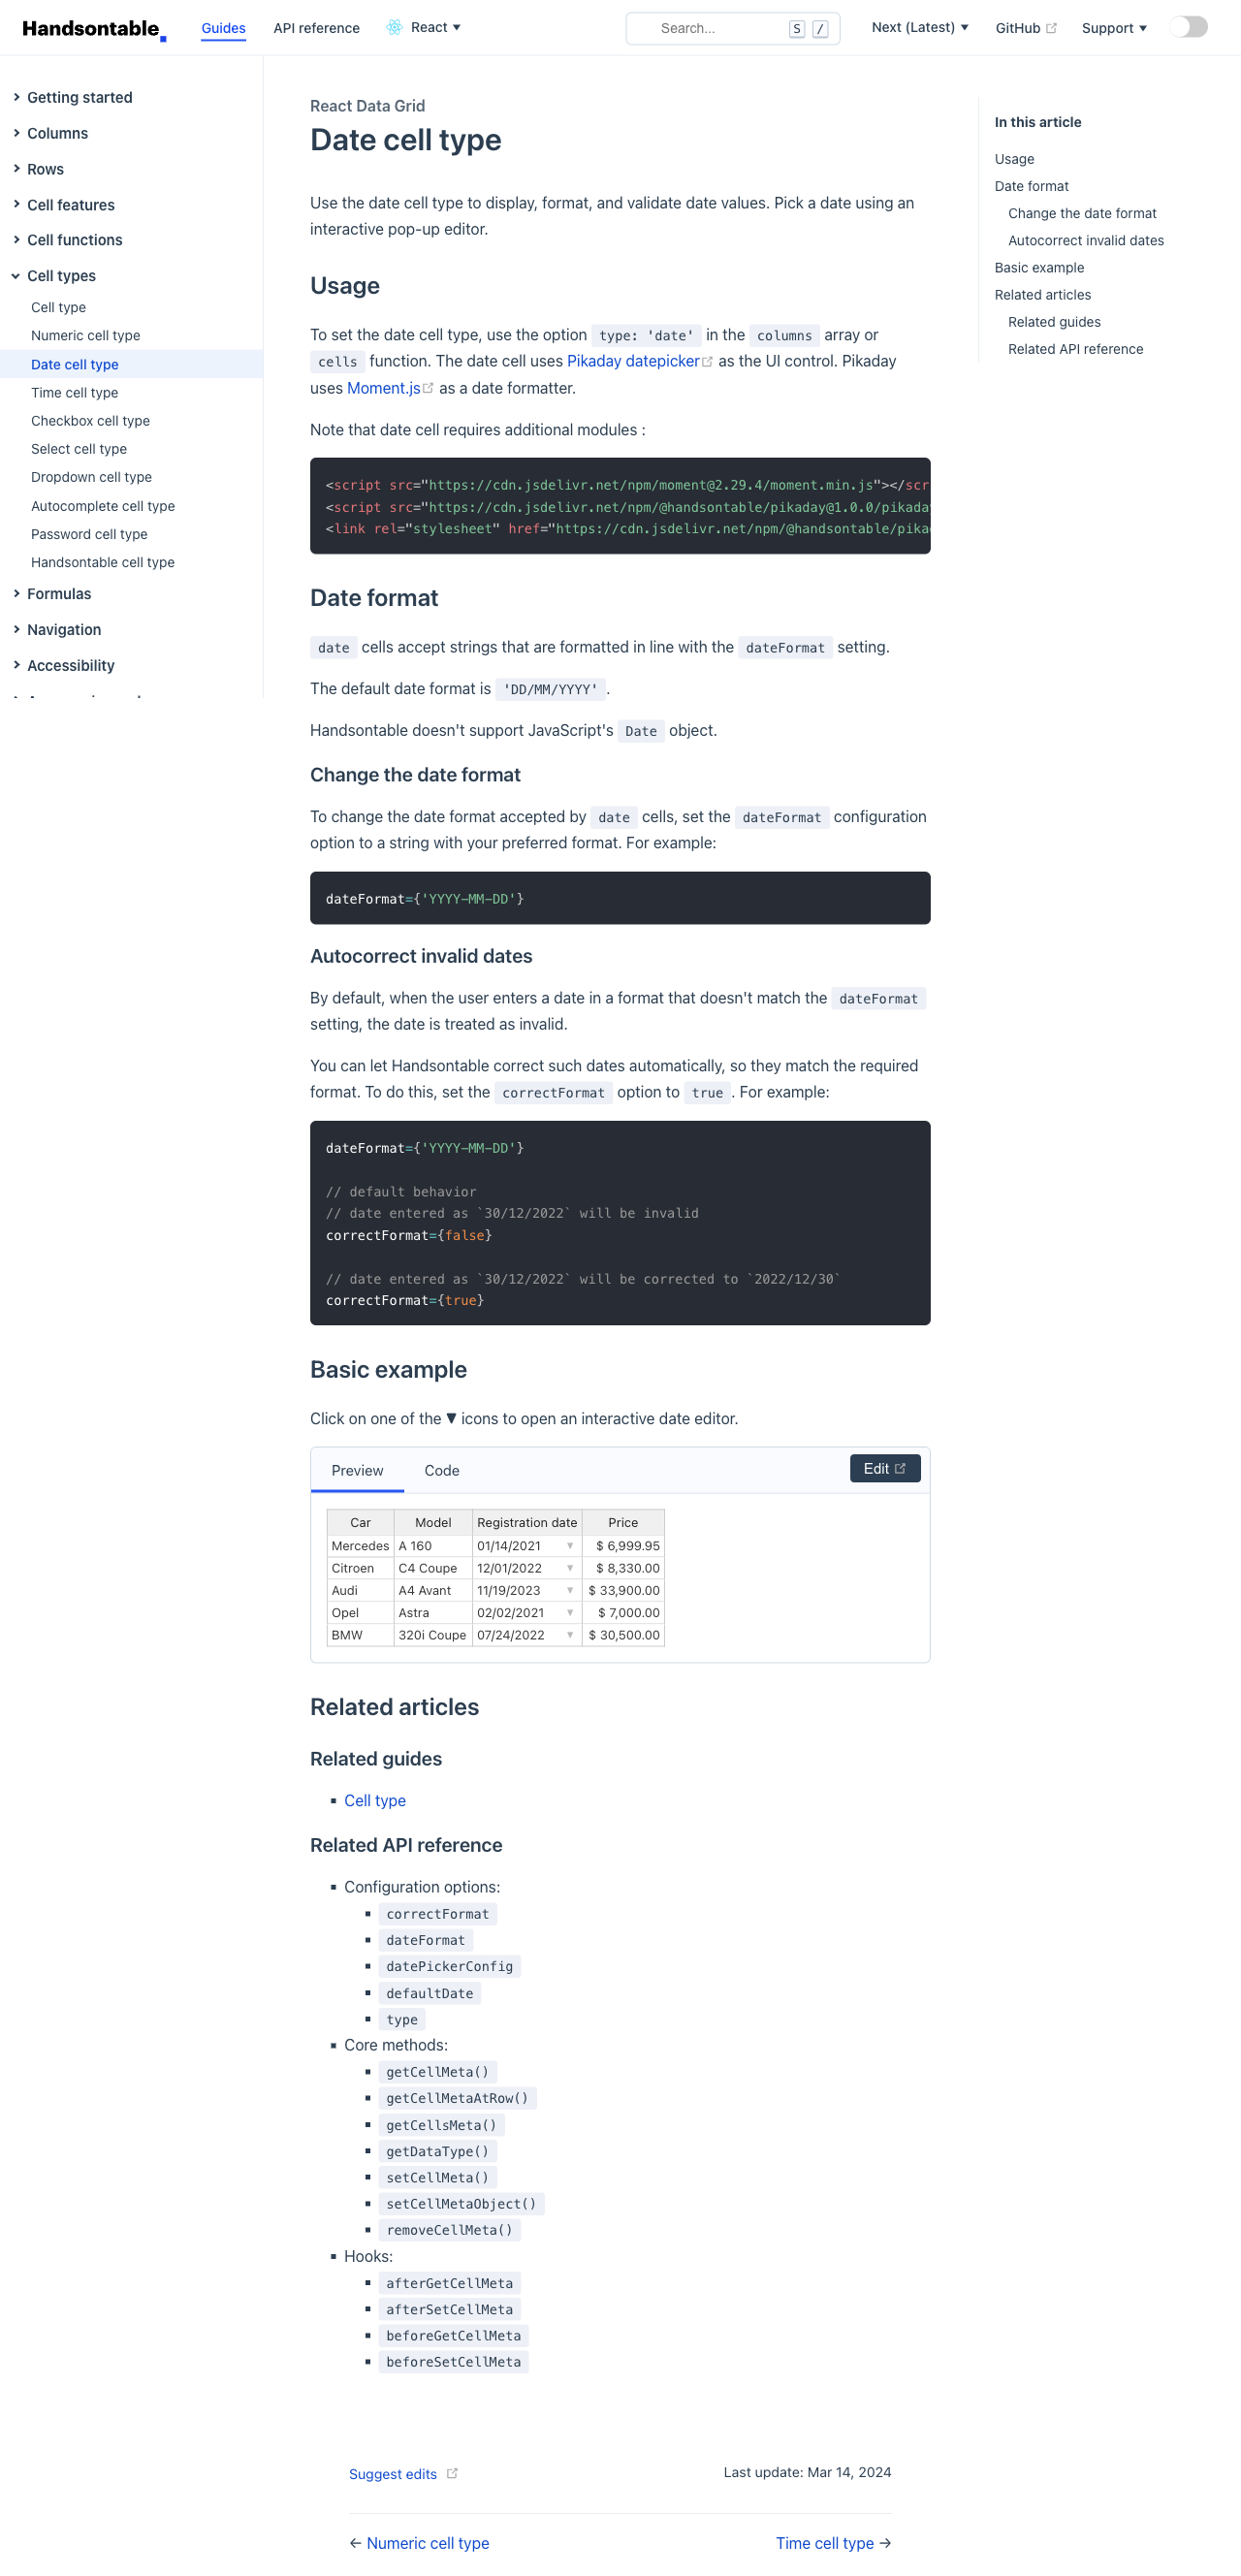 Handsontable
Guides
API reference
React
Search...
S /
Next (Latest)
GitHub
Support
Getting started
Columns
Rows
Cell features
Cell functions
Cell types
Cell type
Numeric cell type
Date cell type
Time cell type
Checkbox cell type
Select cell type
Dropdown cell type
Autocomplete cell type
Password cell type
Handsontable cell type
Formulas
Navigation
Accessibility
React Data Grid
Date cell type
Use the date cell type to display, format, and validate date values. Pick a date using an
interactive pop-up editor.
Usage
To set the date cell type, use the option type: 'date' in the columns array or
cells function. The date cell uses Pikaday datepicker as the UI control. Pikaday
uses Moment.js as a date formatter.
Note that date cell requires additional modules :
<script src="https://cdn.jsdelivr.net/npm/moment@2.29.4/moment.min.js"></scr
<script src="https://cdn.jsdelivr.net/npm/@handsontable/pikaday@1.0.0/pikada
<link rel="stylesheet" href="https://cdn.jsdelivr.net/npm/@handsontable/pika
Date format
date cells accept strings that are formatted in line with the dateFormat setting.
The default date format is 'DD/MM/YYYY'.
Handsontable doesn't support JavaScript's Date object.
Change the date format
To change the date format accepted by date cells, set the dateFormat configuration
option to a string with your preferred format. For example:
dateFormat={'YYYY-MM-DD'}
Autocorrect invalid dates
By default, when the user enters a date in a format that doesn't match the dateFormat
setting, the date is treated as invalid.
You can let Handsontable correct such dates automatically, so they match the required
format. To do this, set the correctFormat option to true. For example:
dateFormat={'YYYY-MM-DD'}
// default behavior
// date entered as `30/12/2022` will be invalid
correctFormat={false}
// date entered as `30/12/2022` will be corrected to `2022/12/30`
correctFormat={true}
Basic example
Click on one of the ▼ icons to open an interactive date editor.
Preview
Code
Edit
Car Model Registration date Price
Mercedes A 160 01/14/2021 ▼ $ 6,999.95
Citroen C4 Coupe 12/01/2022 ▼ $ 8,330.00
Audi A4 Avant 11/19/2023 ▼ $ 33,900.00
Opel Astra 02/02/2021 ▼ $ 7,000.00
BMW 320i Coupe 07/24/2022 ▼ $ 30,500.00
Related articles
Related guides
Cell type
Related API reference
Configuration options:
correctFormat
dateFormat
datePickerConfig
defaultDate
type
Core methods:
getCellMeta()
getCellMetaAtRow()
getCellsMeta()
getDataType()
setCellMeta()
setCellMetaObject()
removeCellMeta()
Hooks:
afterGetCellMeta
afterSetCellMeta
beforeGetCellMeta
beforeSetCellMeta
Suggest edits
Last update: Mar 14, 2024
← Numeric cell type
Time cell type →
In this article
Usage
Date format
Change the date format
Autocorrect invalid dates
Basic example
Related articles
Related guides
Related API reference